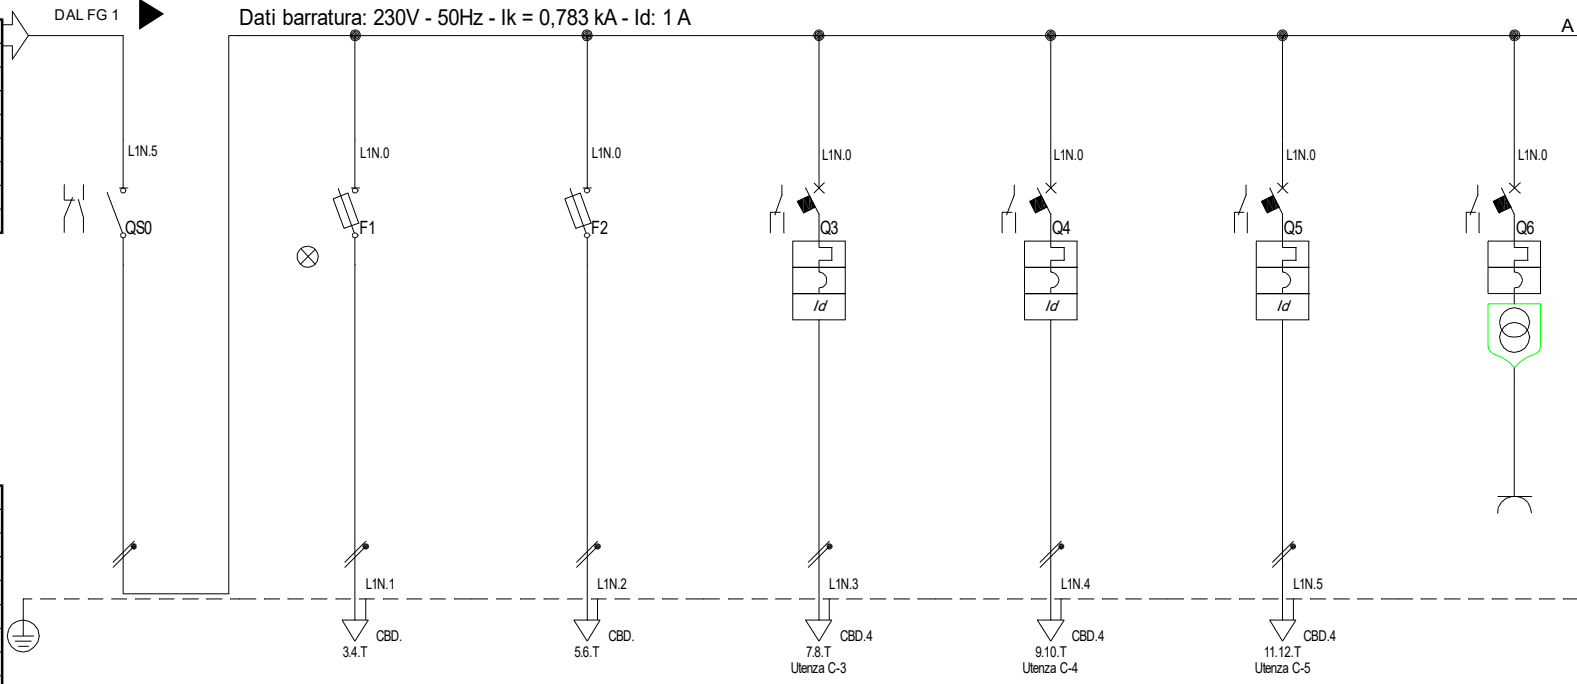 DAL FG 1
Dati barratura: 230V - 50Hz - Ik = 0,783 kA - Id: 1 A
A
L1N.5
L1N.0
L1N.0
L1N.0
L1N.0
L1N.0
L1N.0
QS0
F1
F2
Q3
Q4
Q5
Q6
Id
Id
Id
L1N.1
L1N.2
L1N.3
L1N.4
L1N.5
CBD.
CBD.
CBD.4
CBD.4
CBD.4
3.4.T
5.6.T
7.8.T
9.10.T
11.12.T
Utenza C-3
Utenza C-4
Utenza C-5